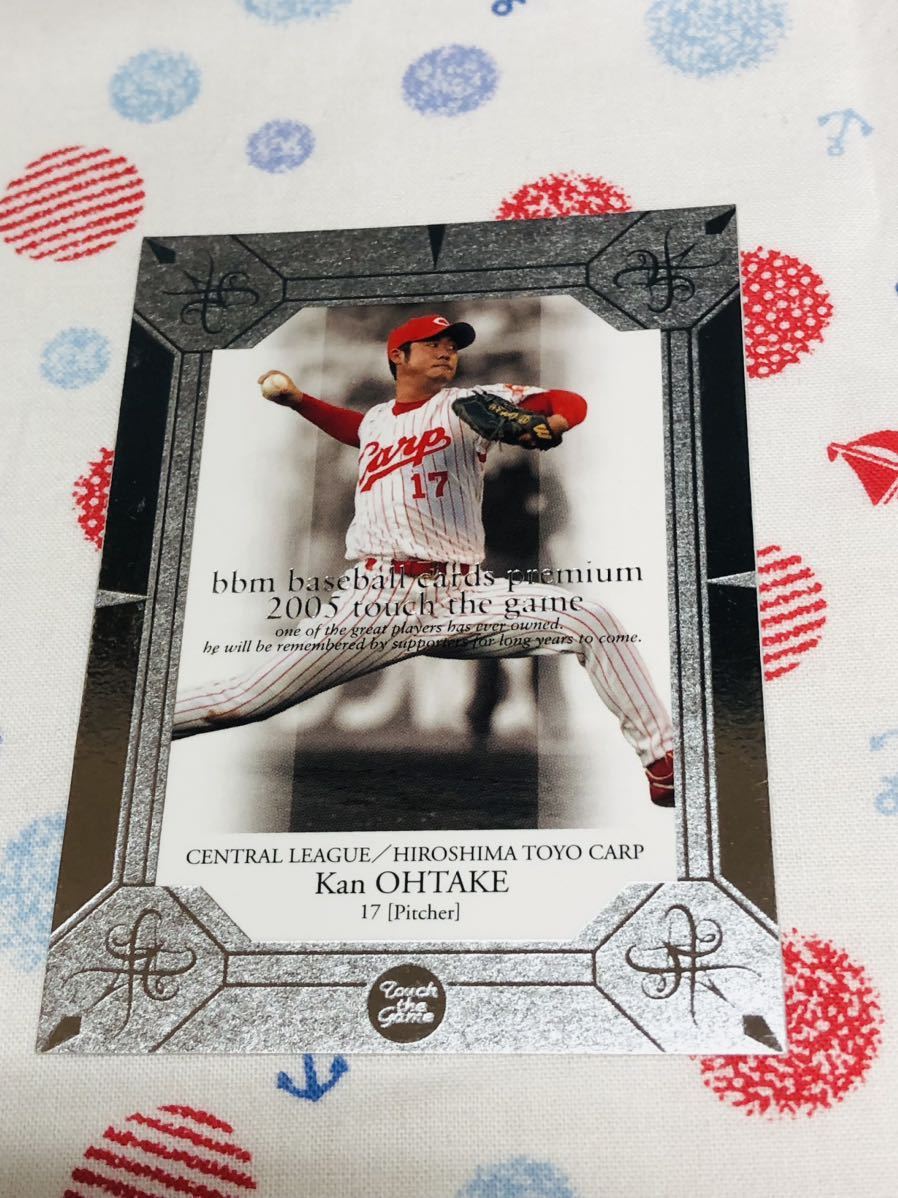 C
Carp
17
bbm baseball cards premium
2005 touch the game
one of the great players has ever owned.
he will be remembered by supporters for long years to come.
CENTRAL LEAGUE／HIROSHIMA TOYO CARP
Kan OHTAKE
17 [Pitcher]
Touch
the
Game